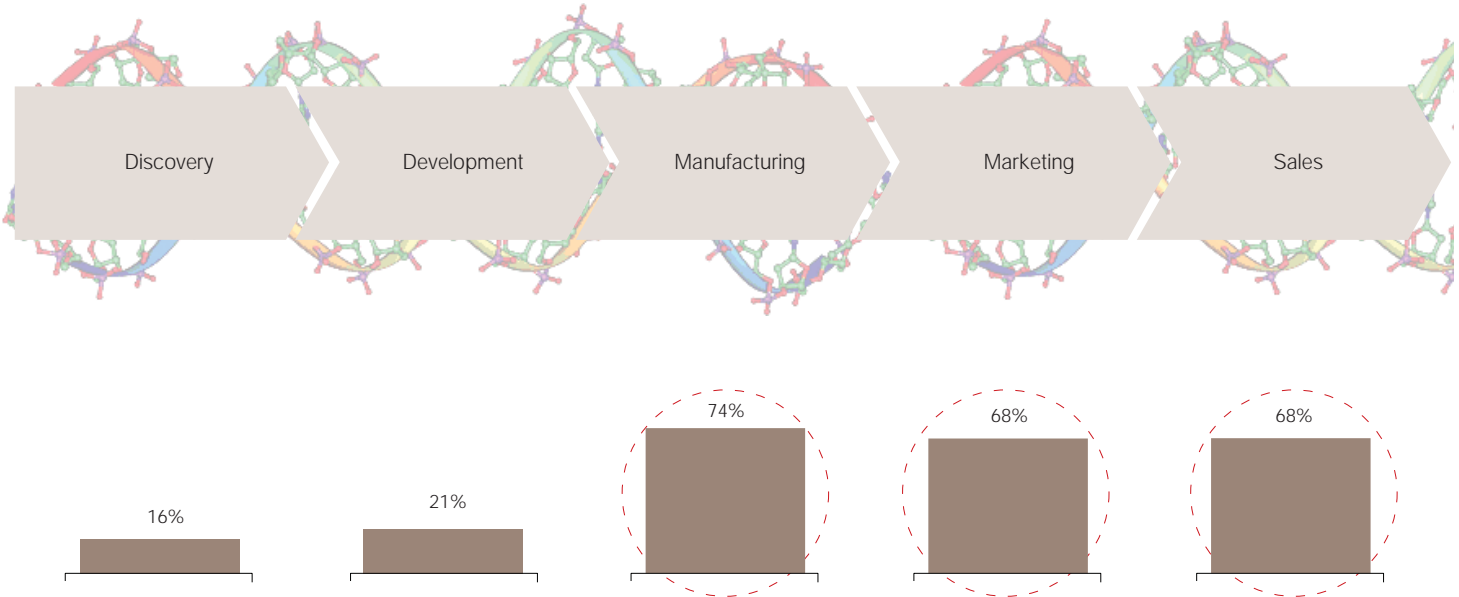 Discovery
Development
Manufacturing
Marketing
Sales
16%
21%
74%
68%
68%